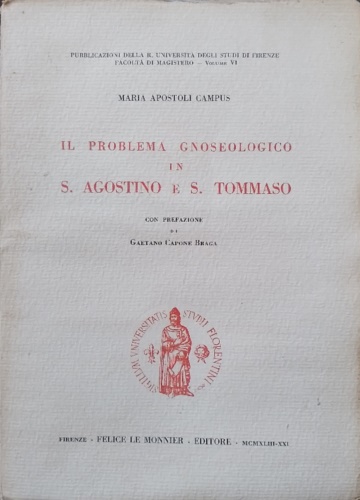 PUBBLICAZIONI DELLA R. UNIVERSITÀ DEGLI STUDI DI FIRENZE
FACOLTÀ DI MAGISTERO – VOLUME VI
MARIA APOSTOLI CAMPUS
IL PROBLEMA GNOSEOLOGICO
IN
S. AGOSTINO E S. TOMMASO
CON PREFAZIONE
DI
GAETANO CAPONE BRAGA
SIGILLUM UNIVERSITATIS STUDII FLORENTINI
FIRENZE - FELICE LE MONNIER - EDITORE - MCMXLIII-XXI